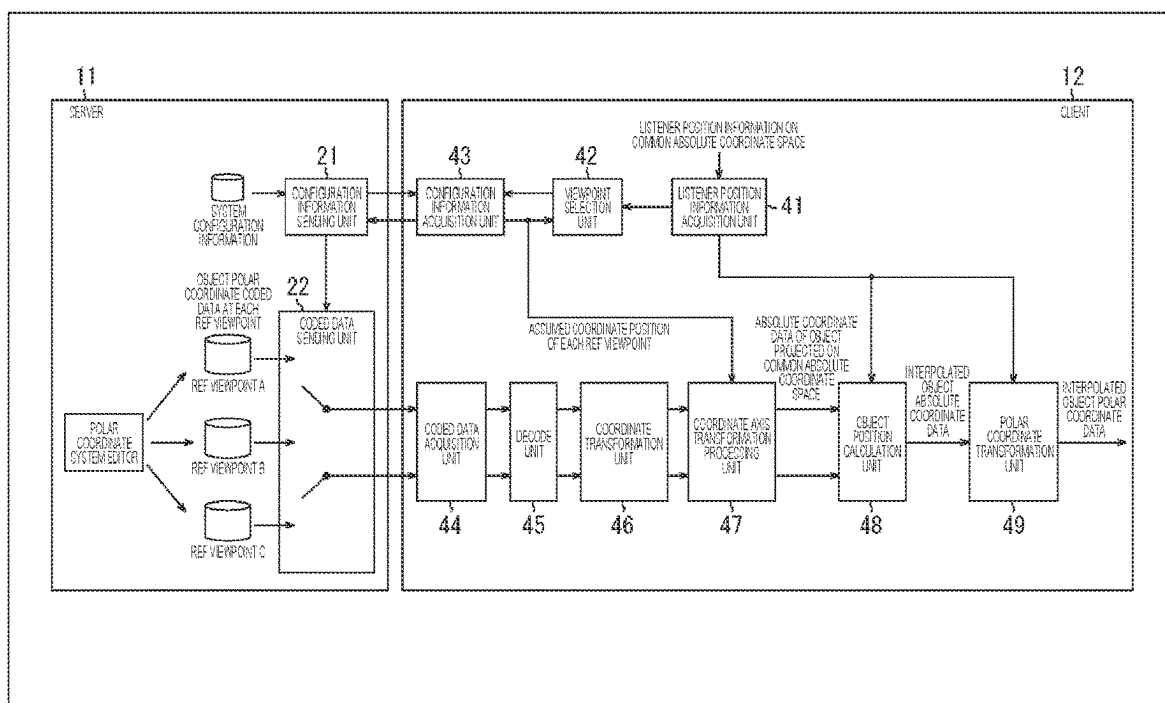 11
SERVER
12
CLIENT
LISTENER POSITION INFORMATION ON
COMMON ABSOLUTE COORDINATE SPACE
21
CONFIGURATION
INFORMATION
SENDING UNIT
43
CONFIGURATION
INFORMATION
ACQUISITION UNIT
42
VIEWPOINT
SELECTION
UNIT
LISTENER POSITION
INFORMATION
ACQUISITION UNIT
41
SYSTEM
CONFIGURATION
INFORMATION
OBJECT POLAR
COORDINATE CODED
DATA AT EACH
REF VIEWPOINT
22
CODED DATA
SENDING UNIT
ASSUMED COORDINATE POSITION
OF EACH REF VIEWPOINT
ABSOLUTE COORDINATE
DATA OF OBJECT
PROJECTED ON
COMMON ABSOLUTE
COORDINATE
SPACE
INTERPOLATED
OBJECT
ABSOLUTE
COORDINATE
DATA
INTERPOLATED
OBJECT POLAR
COORDINATE
DATA
REF VIEWPOINT A
POLAR
COORDINATE
SYSTEM EDITOR
REF VIEWPOINT B
REF VIEWPOINT C
CODED DATA
ACQUISITION
UNIT
44
DECODE UNIT
45
COORDINATE
TRANSFORMATION
UNIT
46
COORDINATE AXIS
TRANSFORMATION
PROCESSING
UNIT
47
OBJECT
POSITION
CALCULATION
UNIT
48
POLAR
COORDINATE
TRANSFORMATION
UNIT
49